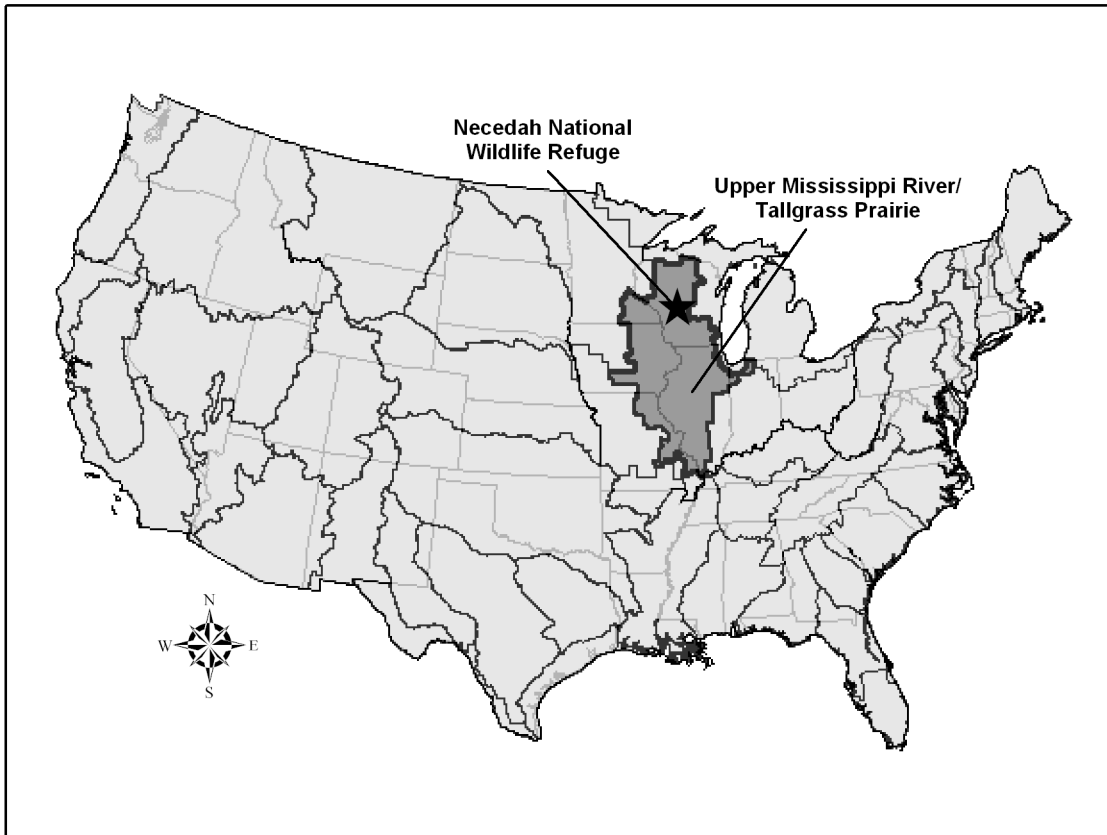 Necedah National
Wildlife Refuge
Upper Mississippi River/
Tallgrass Prairie
N
W
E
S